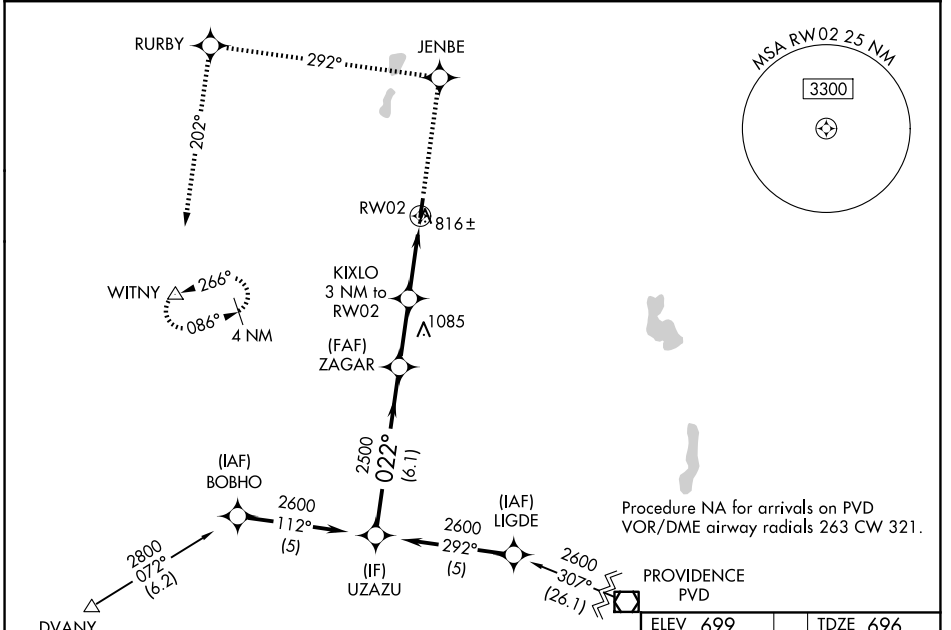 RURBY
292°
JENBE
MSA RW02 25 NM
3300
202°
RW02
816±
WITNY
266°
086°
4 NM
KIXLO
3 NM to
RW02
1085
(FAF)
ZAGAR
2500
022°
(6.1)
(IAF)
BOBHO
2600
112°
(5)
(IF)
UZAZU
(IAF)
LIGDE
2600
292°
(5)
2800
072°
(6.2)
DVANY
2600
307°
(26.1)
Procedure NA for arrivals on PVD
VOR/DME airway radials 263 CW 321.
PROVIDENCE
PVD
ELEV 699
TDZE 696